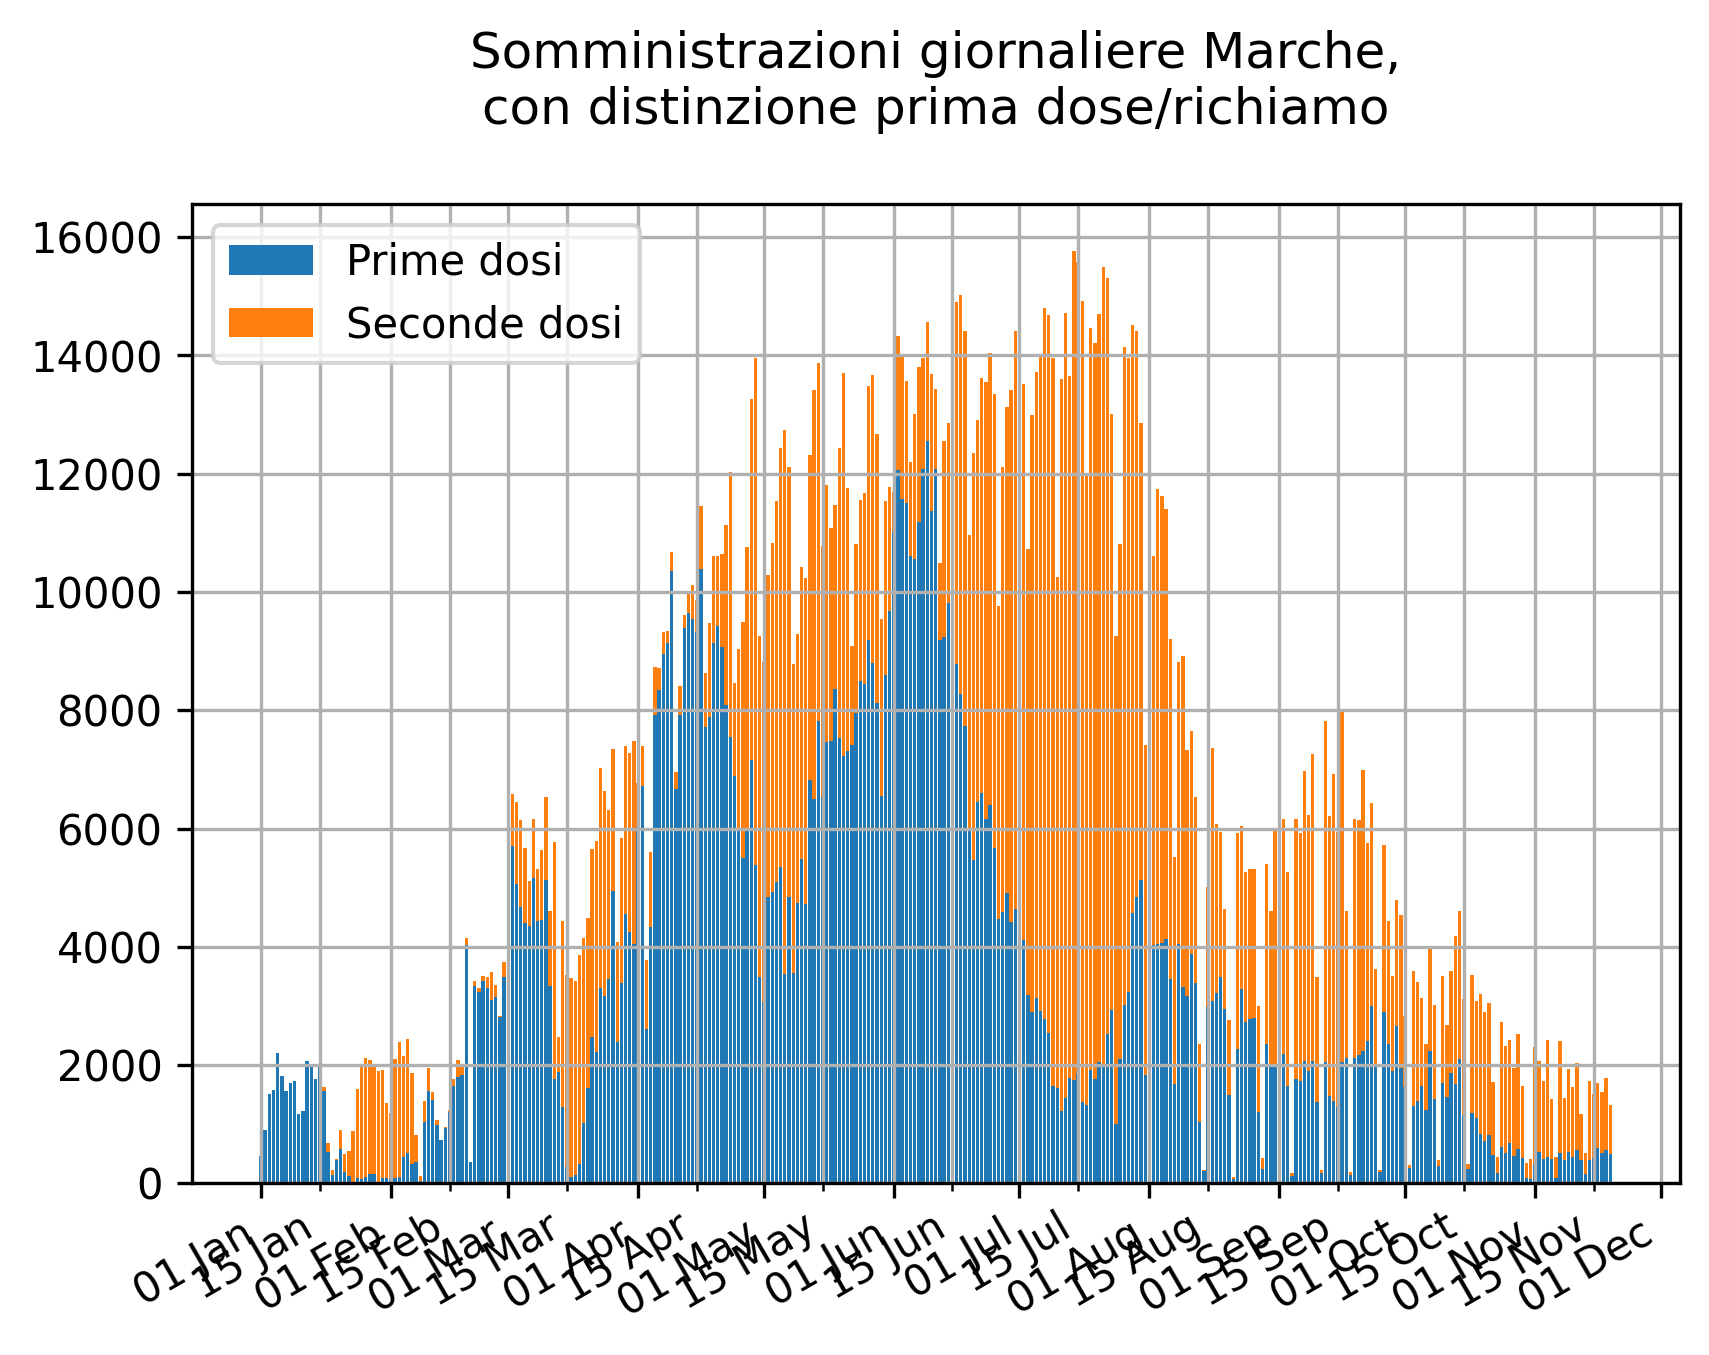 Somministrazioni giornaliere Marche,
con distinzione prima dose/richiamo
Prime dosi
Seconde dosi
16000
14000
12000
10000
8000
6000
4000
2000
0
01 Jan
15 Jan
01 Feb
15 Feb
01 Mar
15 Mar
01 Apr
15 Apr
01 May
15 May
01 Jun
15 Jun
01 Jul
15 Jul
01 Aug
15 Aug
01 Sep
15 Sep
01 Oct
15 Oct
01 Nov
15 Nov
01 Dec